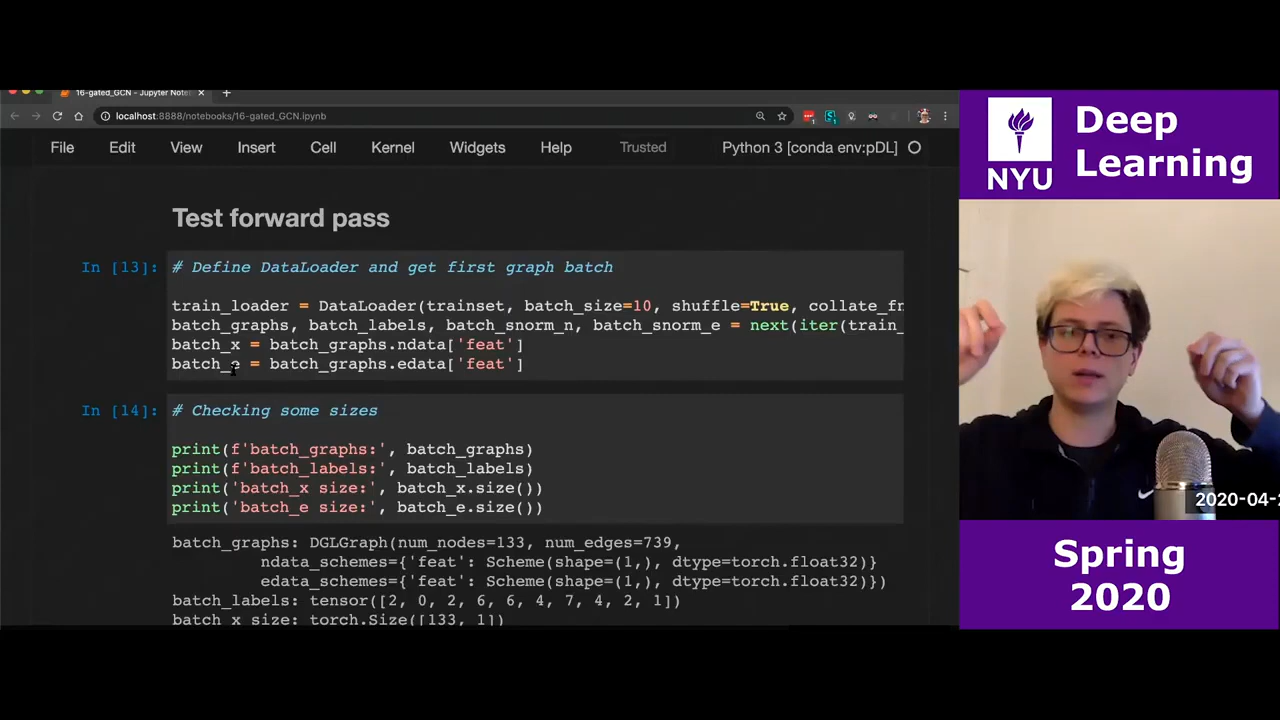 16-gated_GCN - Jupyter Note
localhost:8888/notebooks/16-gated_GCN.ipynb
File Edit View Insert Cell Kernel Widgets Help Trusted Python 3 [conda env:pDL]
Test forward pass
In [13]: # Define DataLoader and get first graph batch
train_loader = DataLoader(trainset, batch_size=10, shuffle=True, collate_fn
batch_graphs, batch_labels, batch_snorm_n, batch_snorm_e = next(iter(train_
batch_x = batch_graphs.ndata['feat']
batch_e = batch_graphs.edata['feat']
In [14]: # Checking some sizes
print(f'batch_graphs:', batch_graphs)
print(f'batch_labels:', batch_labels)
print('batch_x size:', batch_x.size())
print('batch_e size:', batch_e.size())
batch_graphs: DGLGraph(num_nodes=133, num_edges=739,
ndata_schemes={'feat': Scheme(shape=(1,), dtype=torch.float32)}
edata_schemes={'feat': Scheme(shape=(1,), dtype=torch.float32)})
batch_labels: tensor([2, 0, 2, 6, 6, 4, 7, 4, 2, 1])
batch x size: torch.Size([133, 1])
NYU
Deep
Learning
2020-04-2
Spring
2020